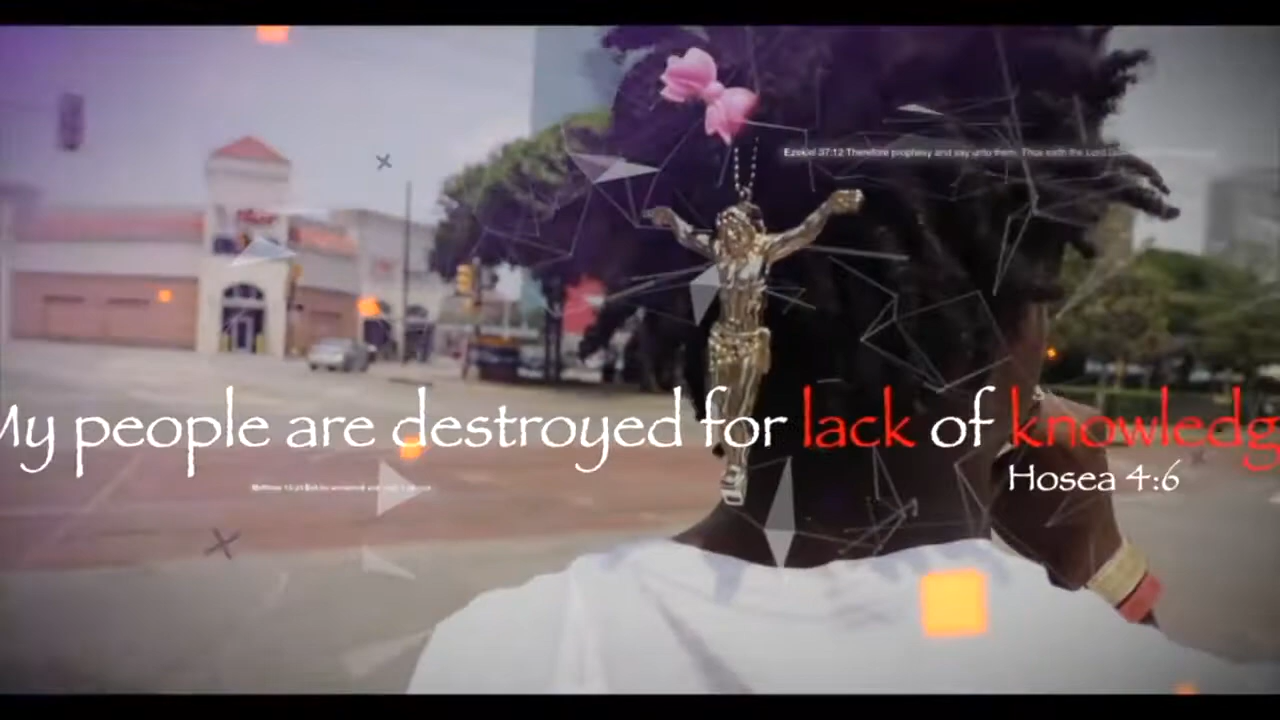 Ezekiel 37:12 Therefore prophesy and say unto them. Thus saith the Lord
My people are destroyed for lack of knowledg
Hosea 4:6